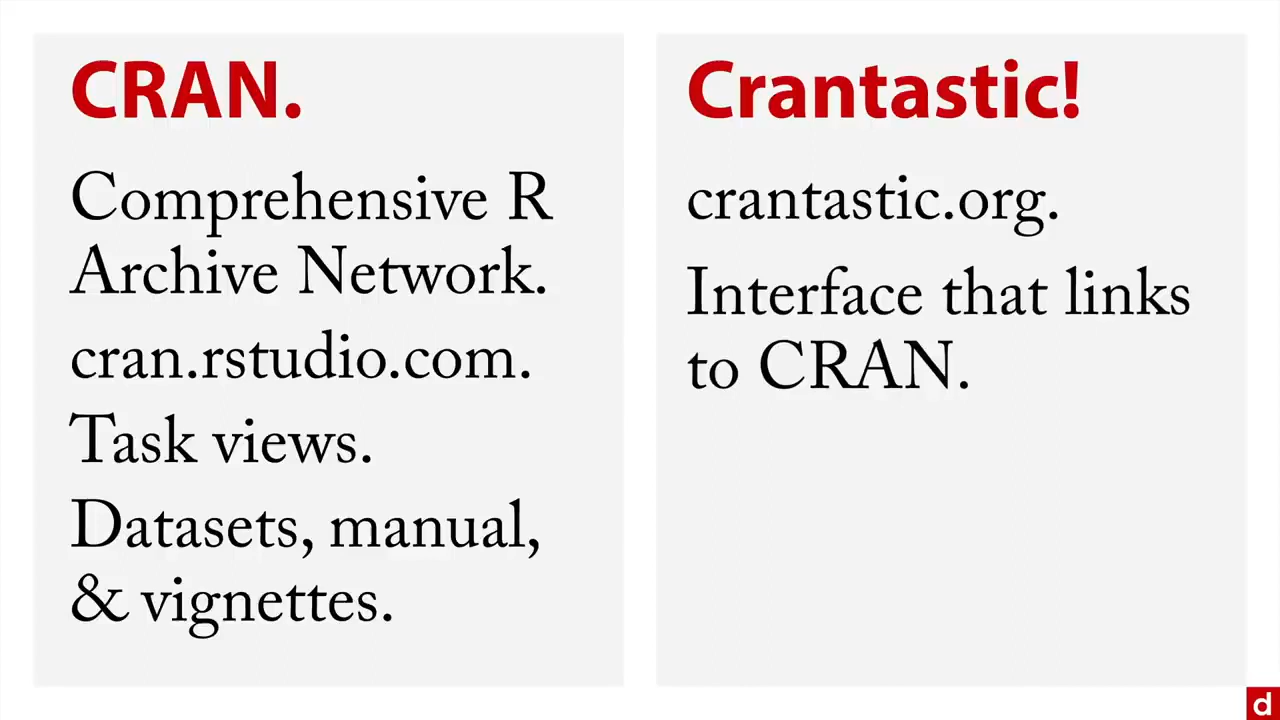 CRAN.
Comprehensive R
Archive Network.
cran.rstudio.com.
Task views.
Datasets, manual,
& vignettes.
Crantastic!
crantastic.org.
Interface that links
to CRAN.
d